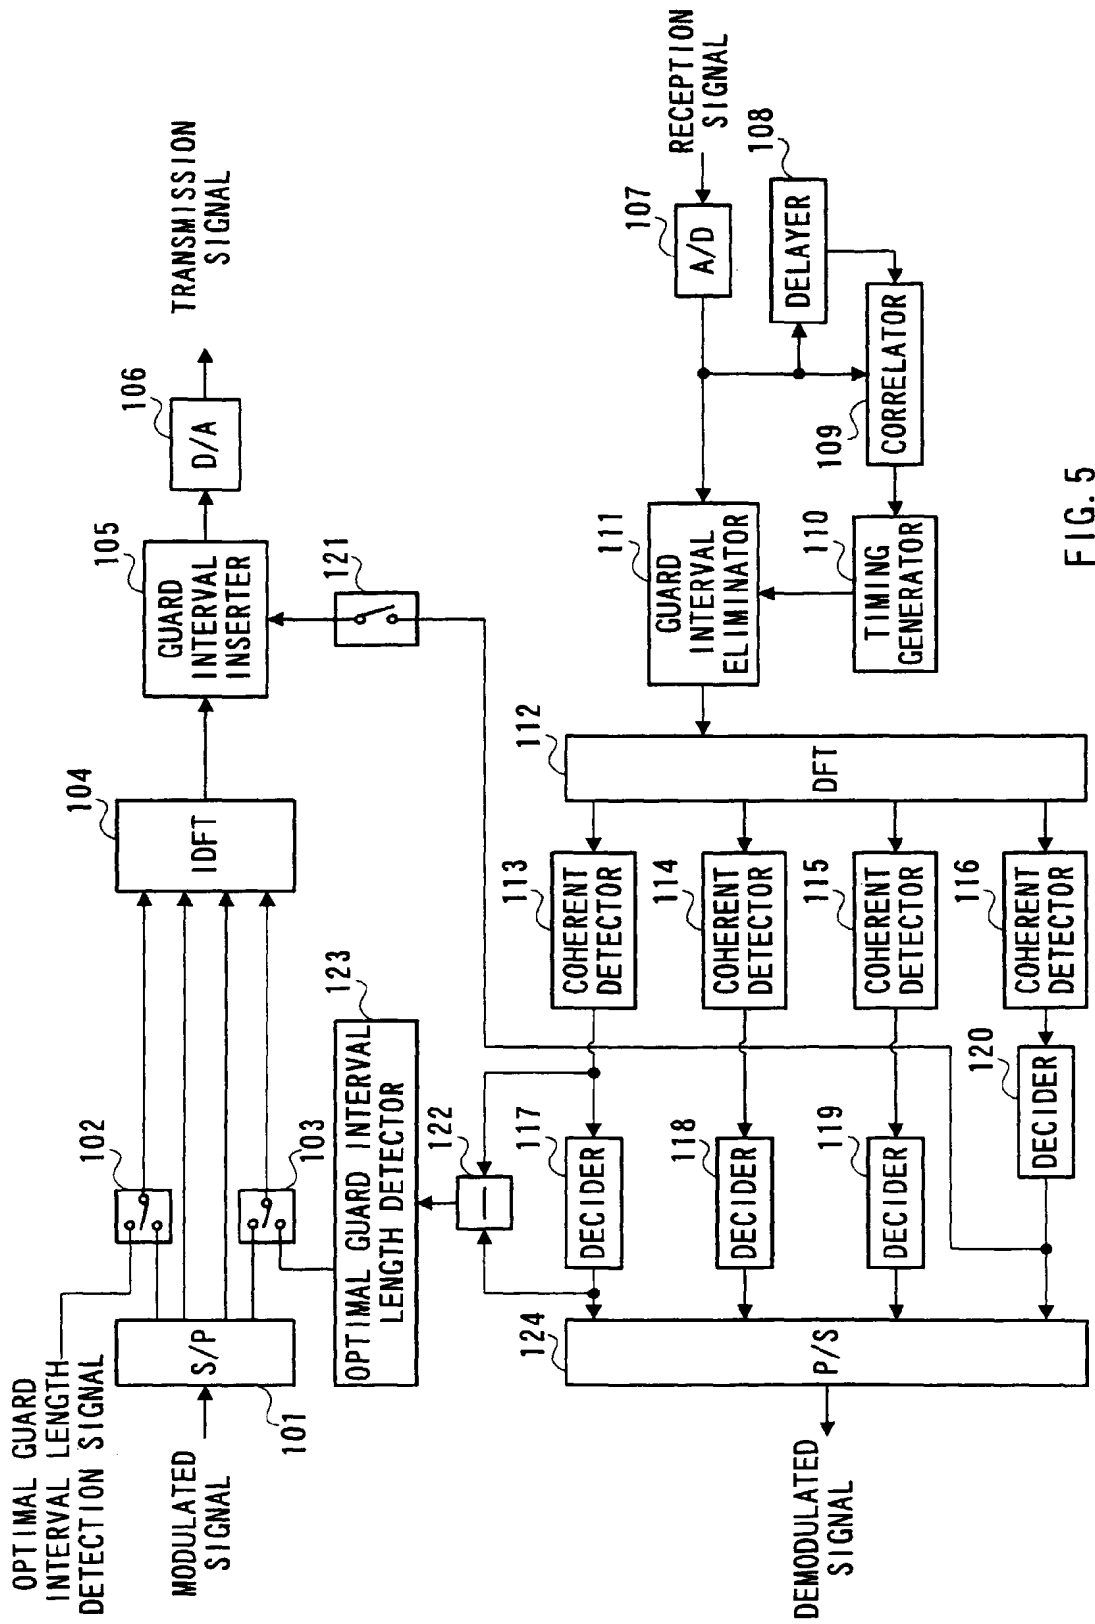 OPTIMAL GUARD
INTERVAL LENGTH
DETECTION SIGNAL
MODULATED
SIGNAL
101
S/P
102
103
104
IDFT
105
GUARD
INTERVAL
INSERTER
106
D/A
TRANSMISSION
SIGNAL
121
123
OPTIMAL GUARD INTERVAL
LENGTH DETECTOR
122
—
DEMODULATED
SIGNAL
124
P/S
117
DECIDER
118
DECIDER
119
DECIDER
120
DECIDER
113
COHERENT
DETECTOR
114
COHERENT
DETECTOR
115
COHERENT
DETECTOR
116
COHERENT
DETECTOR
112
DFT
111
GUARD
INTERVAL
ELIMINATOR
110
TIMING
GENERATOR
107
A/D
RECEPTION
SIGNAL
108
DELAYER
109
CORRELATOR
FIG. 5